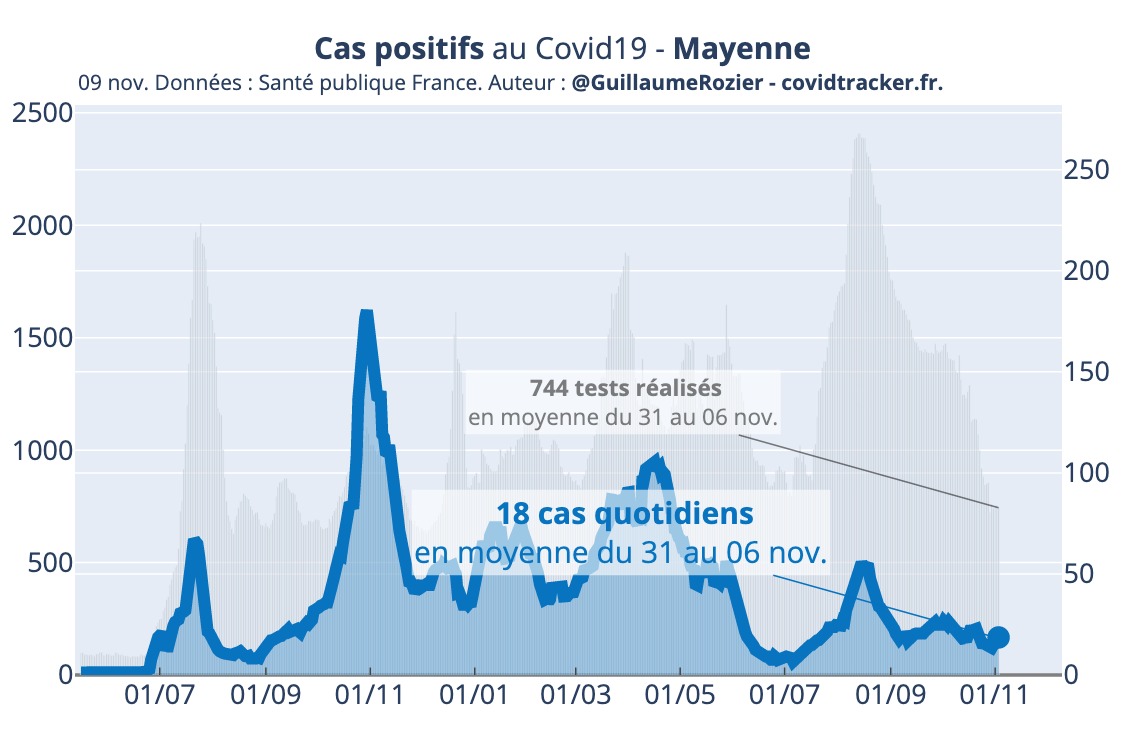 Cas positifs au Covid19 - Mayenne
09 nov. Données : Santé publique France. Auteur : @GuillaumeRozier - covidtracker.fr.
2500
2000
1500
1000
500
0
250
200
150
100
50
0
744 tests réalisés
en moyenne du 31 au 06 nov.
18 cas quotidiens
en moyenne du 31 au 06 nov.
01/07 01/09 01/11 01/01 01/03 01/05 01/07 01/09 01/11